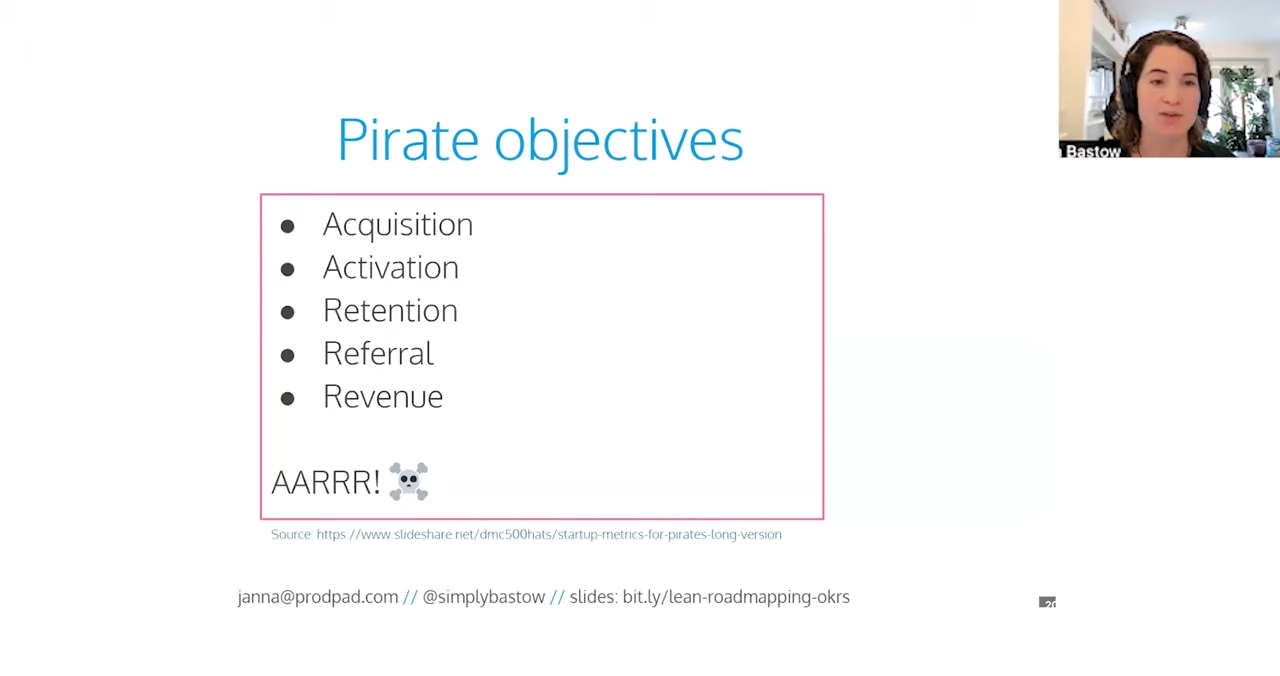 Pirate objectives
● Acquisition
● Activation
● Retention
● Referral
● Revenue
AARRR!
Source: https://www.slideshare.net/dmc500hats/startup-metrics-for-pirates-long-version
janna@prodpad.com // @simplybastow // slides: bit.ly/lean-roadmapping-okrs
Bastow